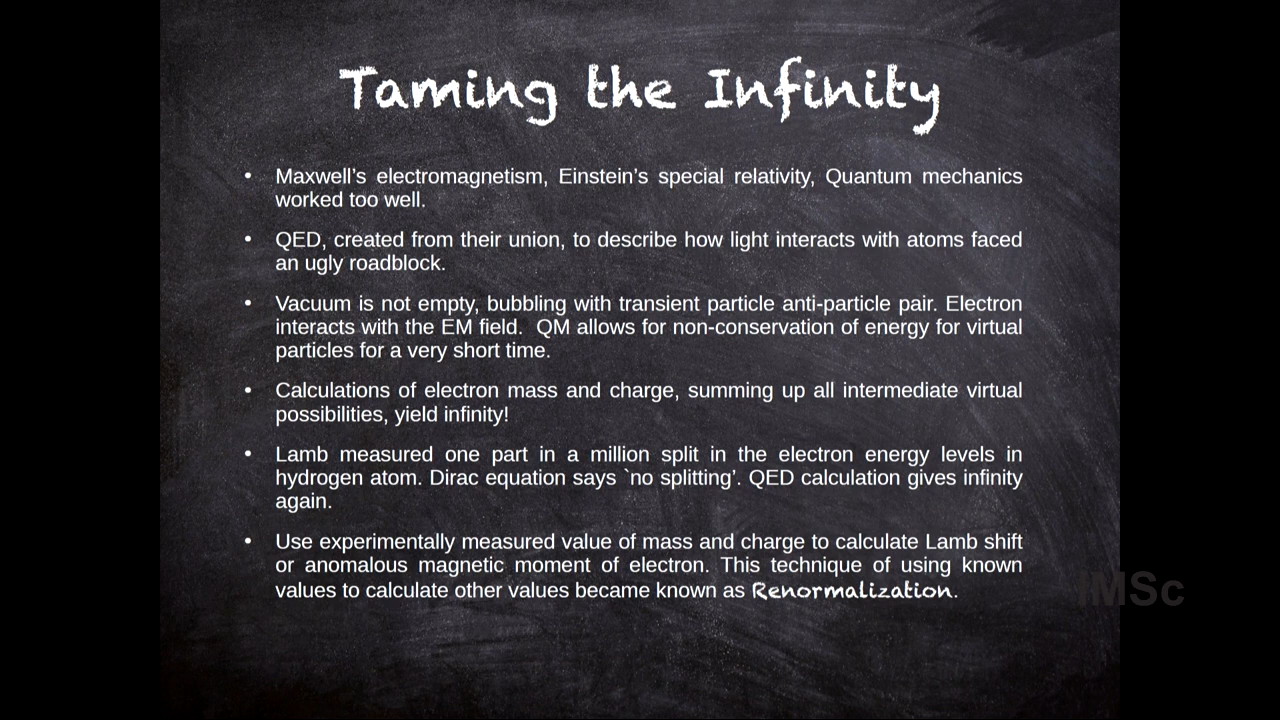 Taming the Infinity
• Maxwell’s electromagnetism, Einstein’s special relativity, Quantum mechanics
worked too well.
• QED, created from their union, to describe how light interacts with atoms faced
an ugly roadblock.
• Vacuum is not empty, bubbling with transient particle anti-particle pair. Electron
interacts with the EM field.  QM allows for non-conservation of energy for virtual
particles for a very short time.
• Calculations of electron mass and charge, summing up all intermediate virtual
possibilities, yield infinity!
• Lamb measured one part in a million split in the electron energy levels in
hydrogen atom. Dirac equation says `no splitting’. QED calculation gives infinity
again.
• Use experimentally measured value of mass and charge to calculate Lamb shift
or anomalous magnetic moment of electron. This technique of using known
values to calculate other values became known as Renormalization.
IMSc